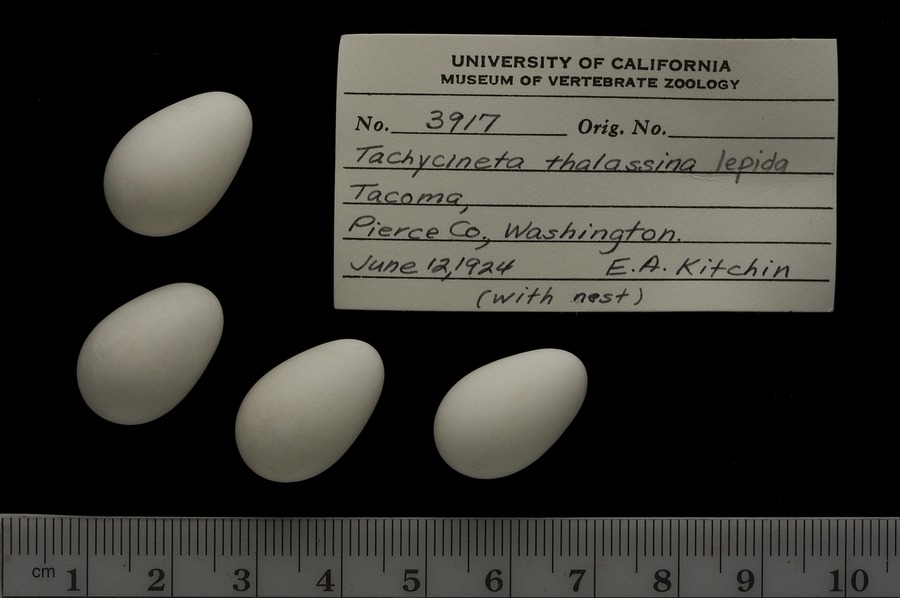 UNIVERSITY OF CALIFORNIA
MUSEUM OF VERTEBRATE ZOOLOGY
No. 3917 Orig. No.
Tachycineta thalassina lepida
Tacoma,
Pierce Co., Washington.
June 12, 1924 E.A. Kitchin
(with nest)
cm 1 2 3 4 5 6 7 8 9 10